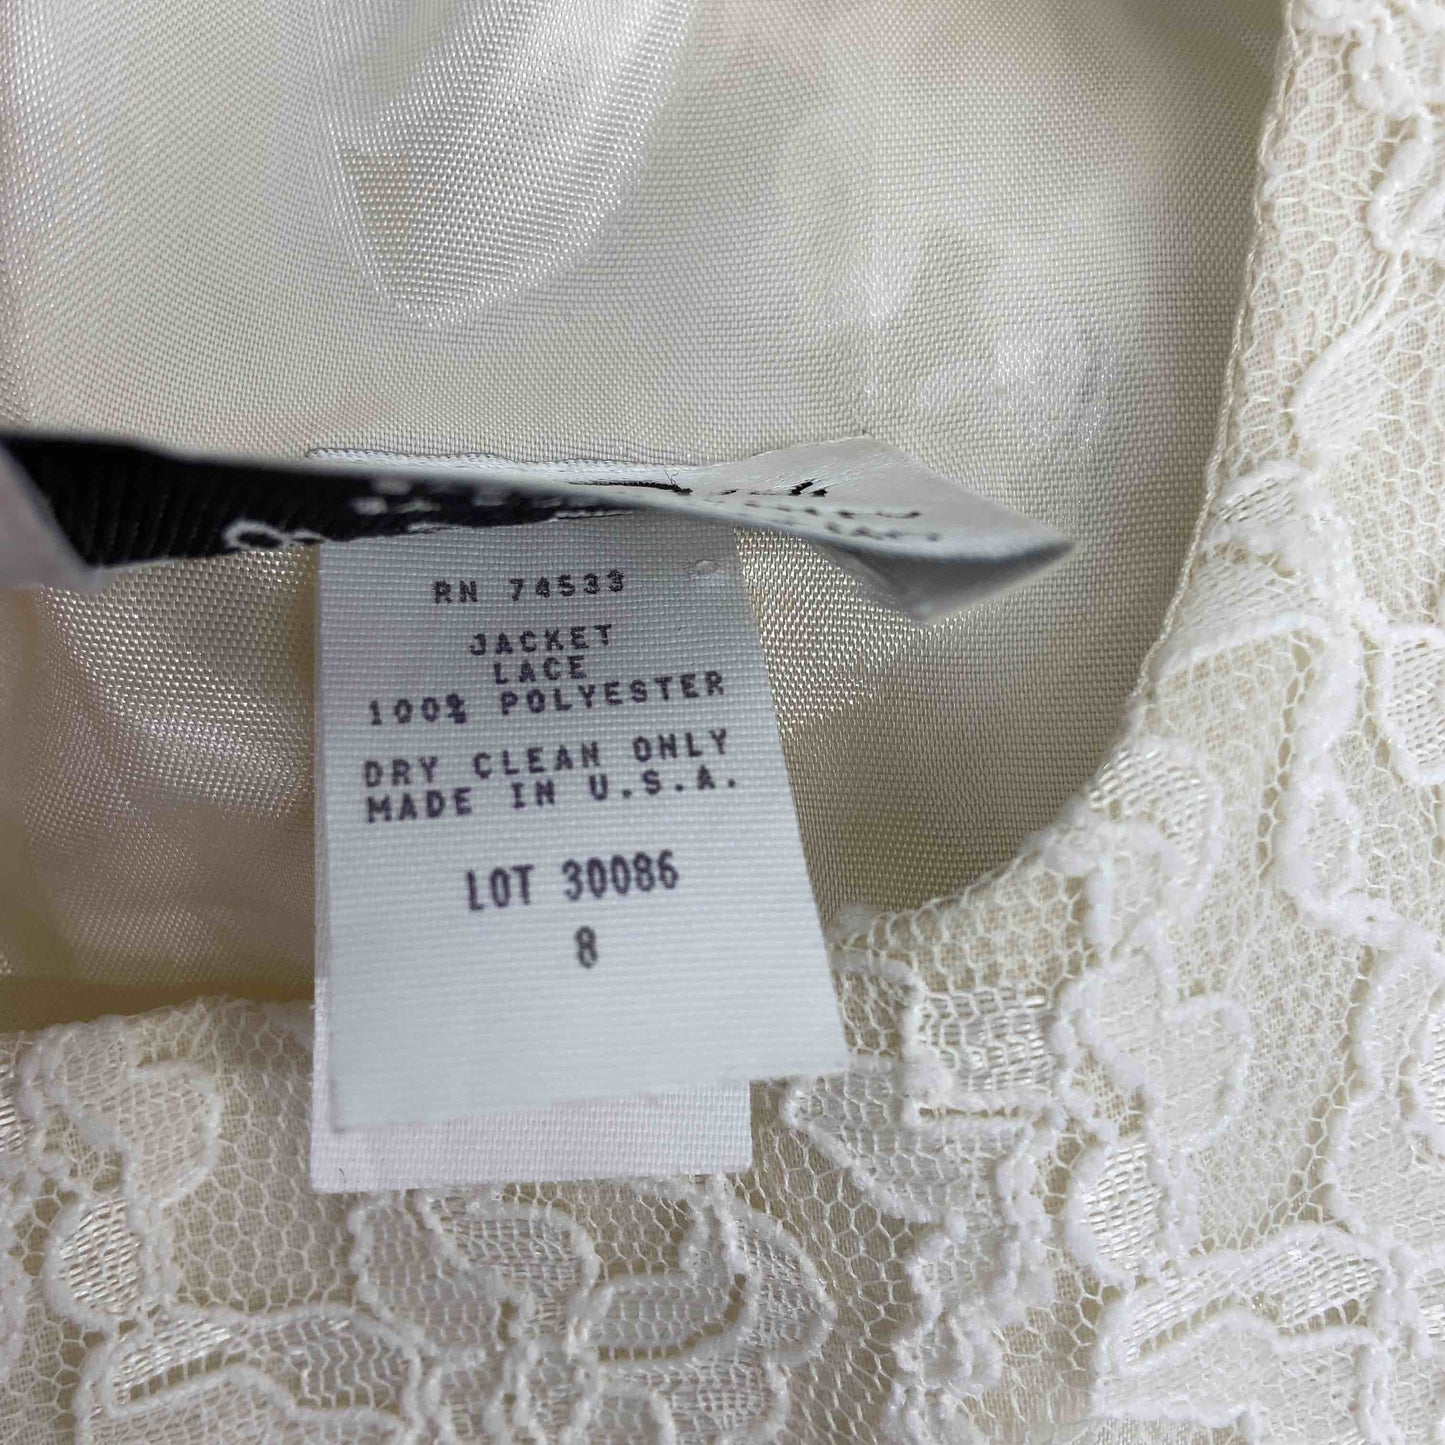 RN 74533
JACKET
LACE
100% POLYESTER
DRY CLEAN ONLY
MADE IN U.S.A.
LOT 30086
8